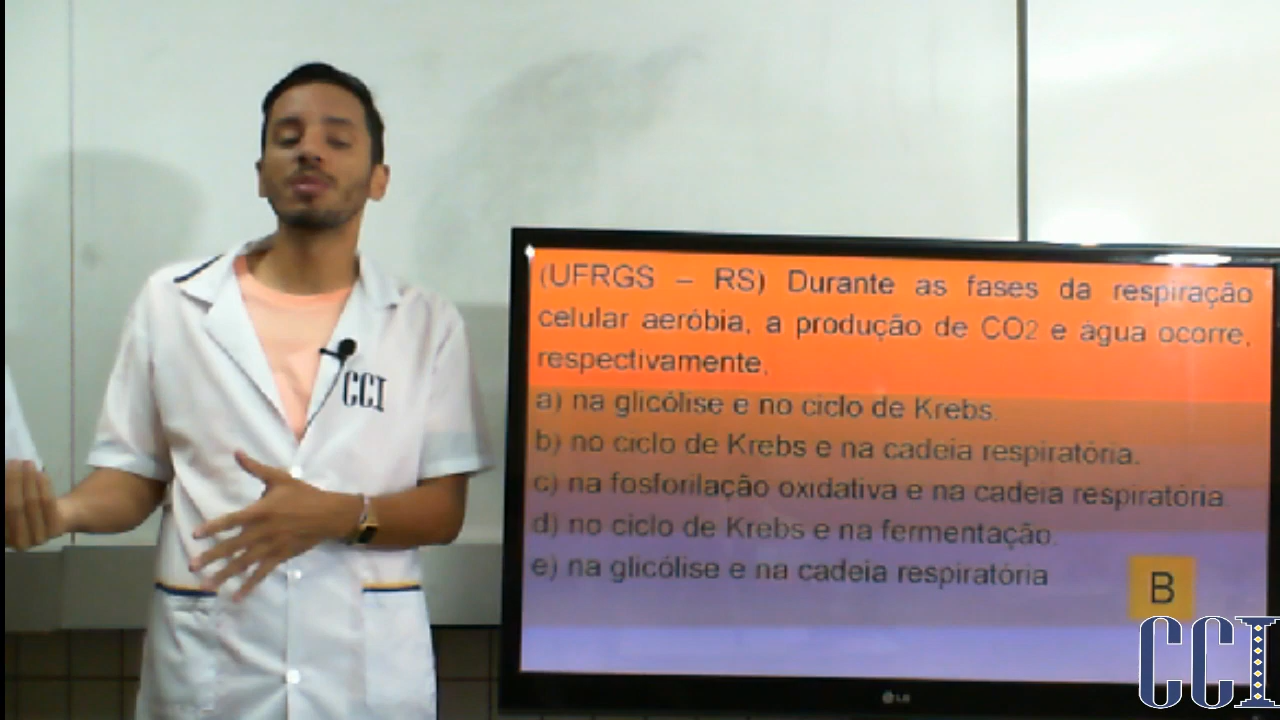 CCI
(UFRGS – RS) Durante as fases da respiração
celular aeróbia, a produção de CO2 e água ocorre,
respectivamente,
a) na glicólise e no ciclo de Krebs.
b) no ciclo de Krebs e na cadeia respiratória.
c) na fosforilação oxidativa e na cadeia respiratória.
d) no ciclo de Krebs e na fermentação.
e) na glicólise e na cadeia respiratória
B
CCI
LG